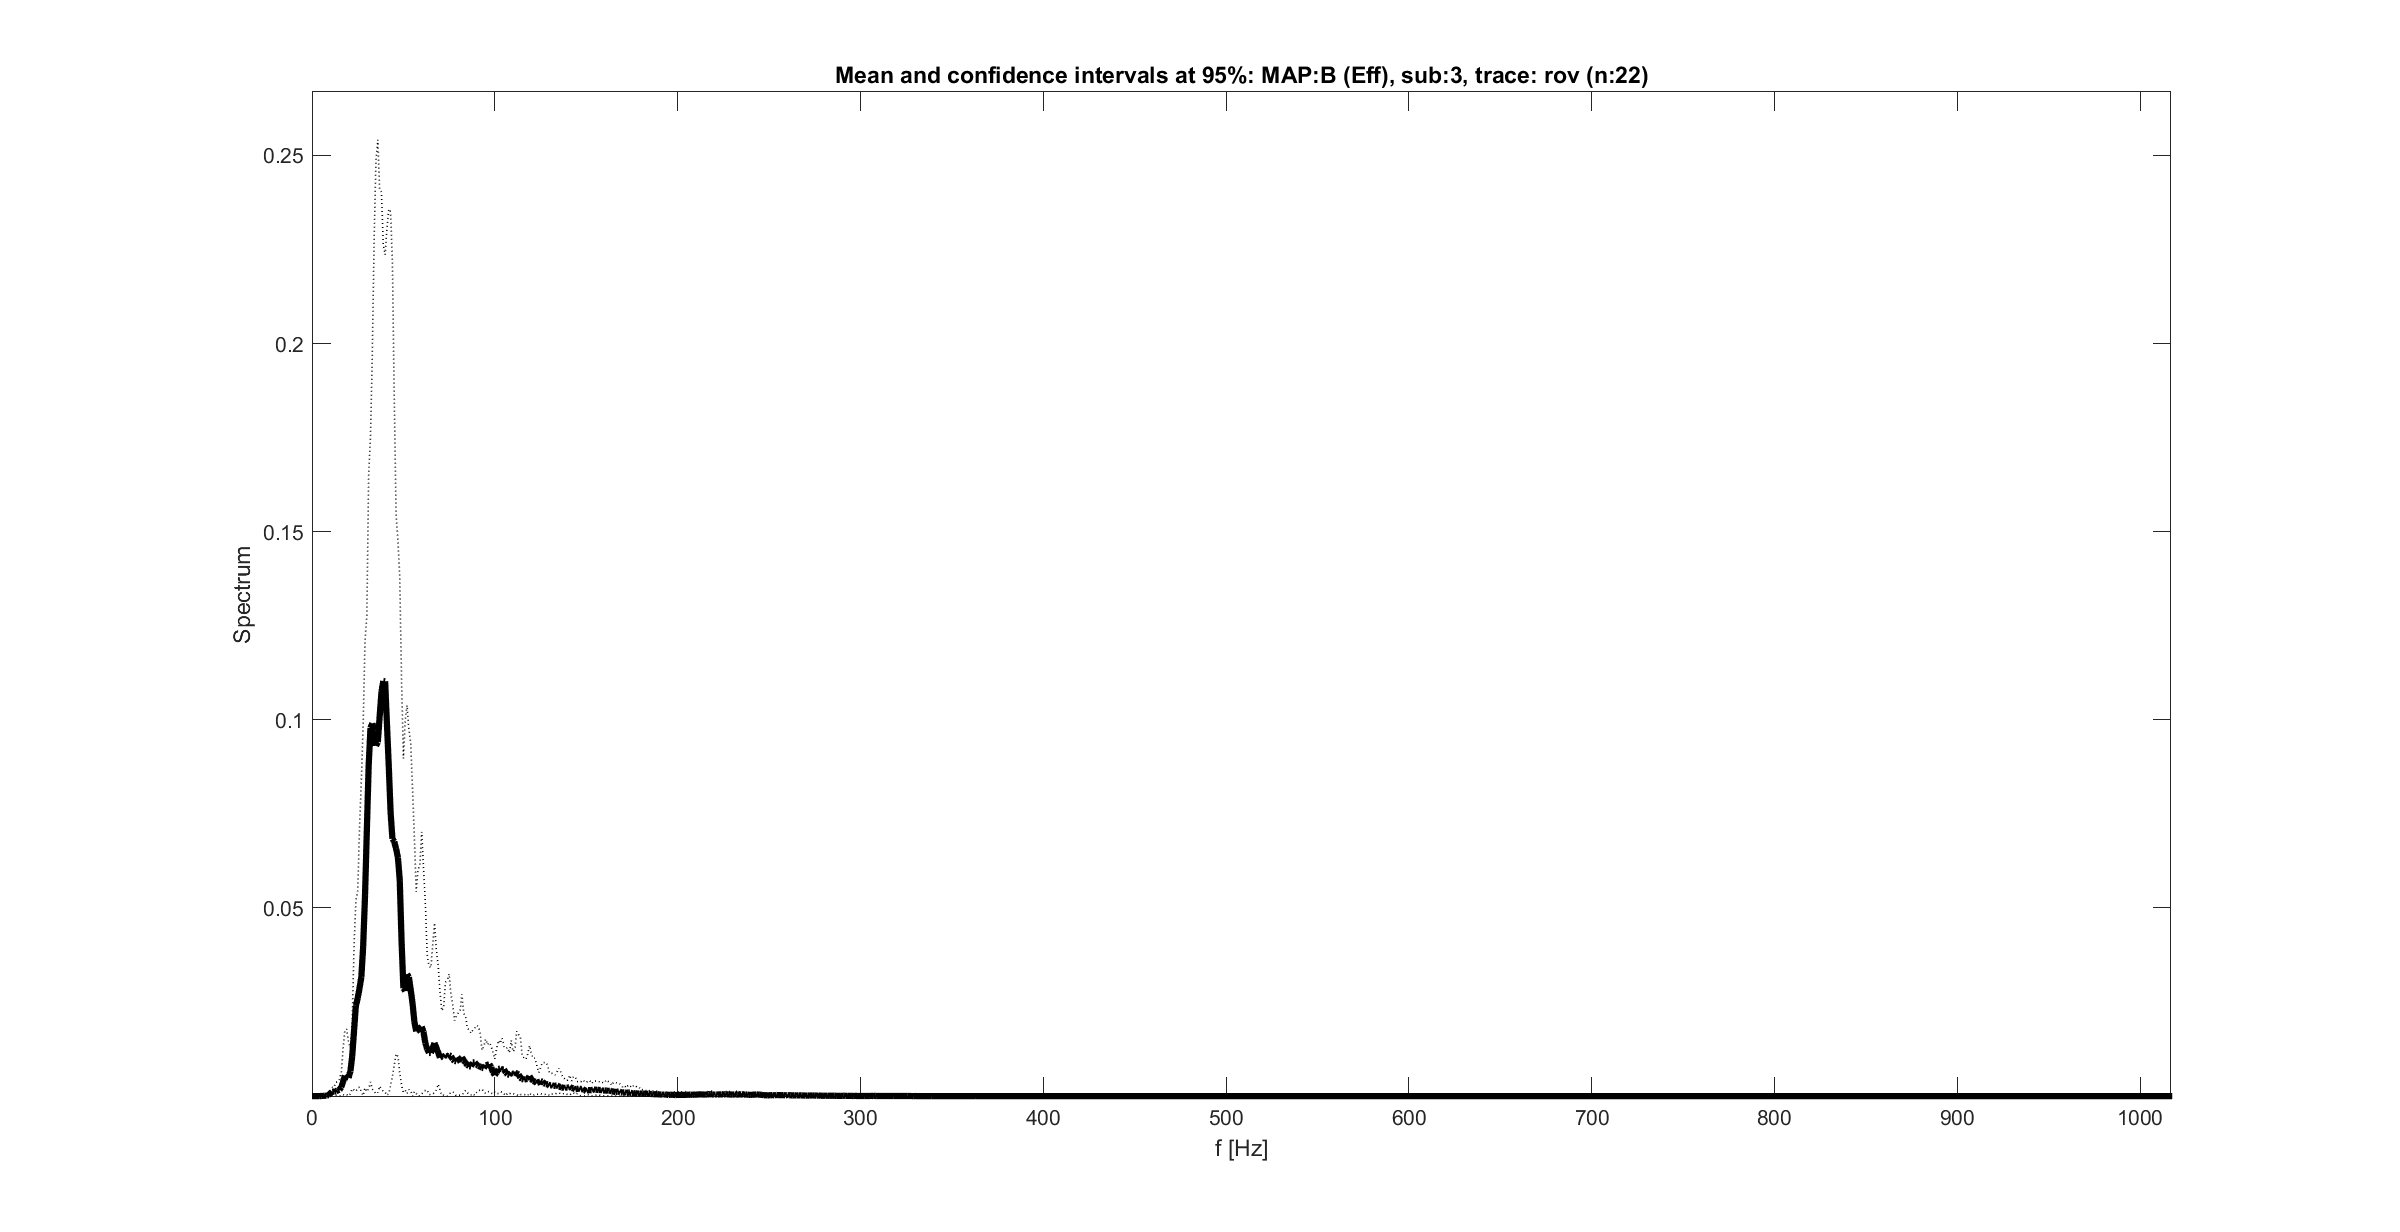 Mean and confidence intervals at 95%: MAP:B (Eff), sub:3, trace: rov (n:22)
0.25
0.2
0.15
0.1
0.05
Spectrum
0 100 200 300 400 500 600 700 800 900 1000
f [Hz]